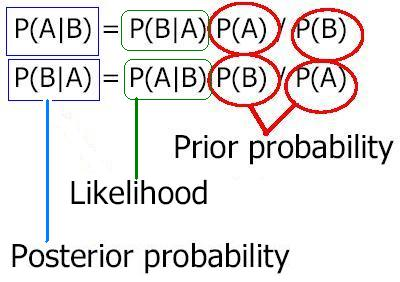 P(A|B) = P(B|A) P(A) / P(B)
P(B|A) = P(A|B) P(B) / P(A)
Prior probability
Likelihood
Posterior probability